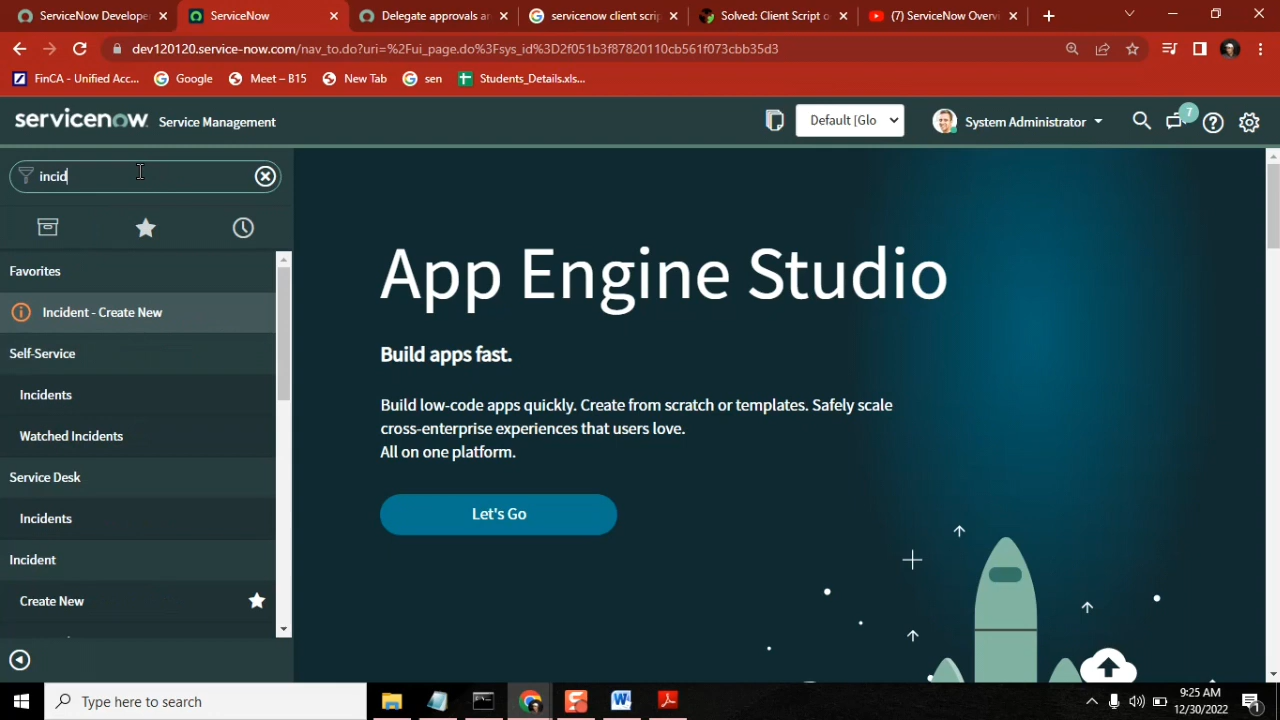 ServiceNow Develope
ServiceNow
Delegate approvals a
servicenow client scrip
Solved: Client Script o
(7) ServiceNow Overv
dev120120.service-now.com/nav_to.do?uri=%2Fui_page.do%3Fsys_id%3D2f051b3f87820110cb561f073cbb35d3
FinCA - Unified Acc...
Google
Meet – B15
New Tab
sen
Students_Details.xls...
servicenow
Service Management
Default [Glo
System Administrator
7
incid
Favorites
Incident - Create New
Self-Service
Incidents
Watched Incidents
Service Desk
Incidents
Incident
Create New
App Engine Studio
Build apps fast.
Build low-code apps quickly. Create from scratch or templates. Safely scale
cross-enterprise experiences that users love.
All on one platform.
Let's Go
Type here to search
9:25 AM
12/30/2022
1